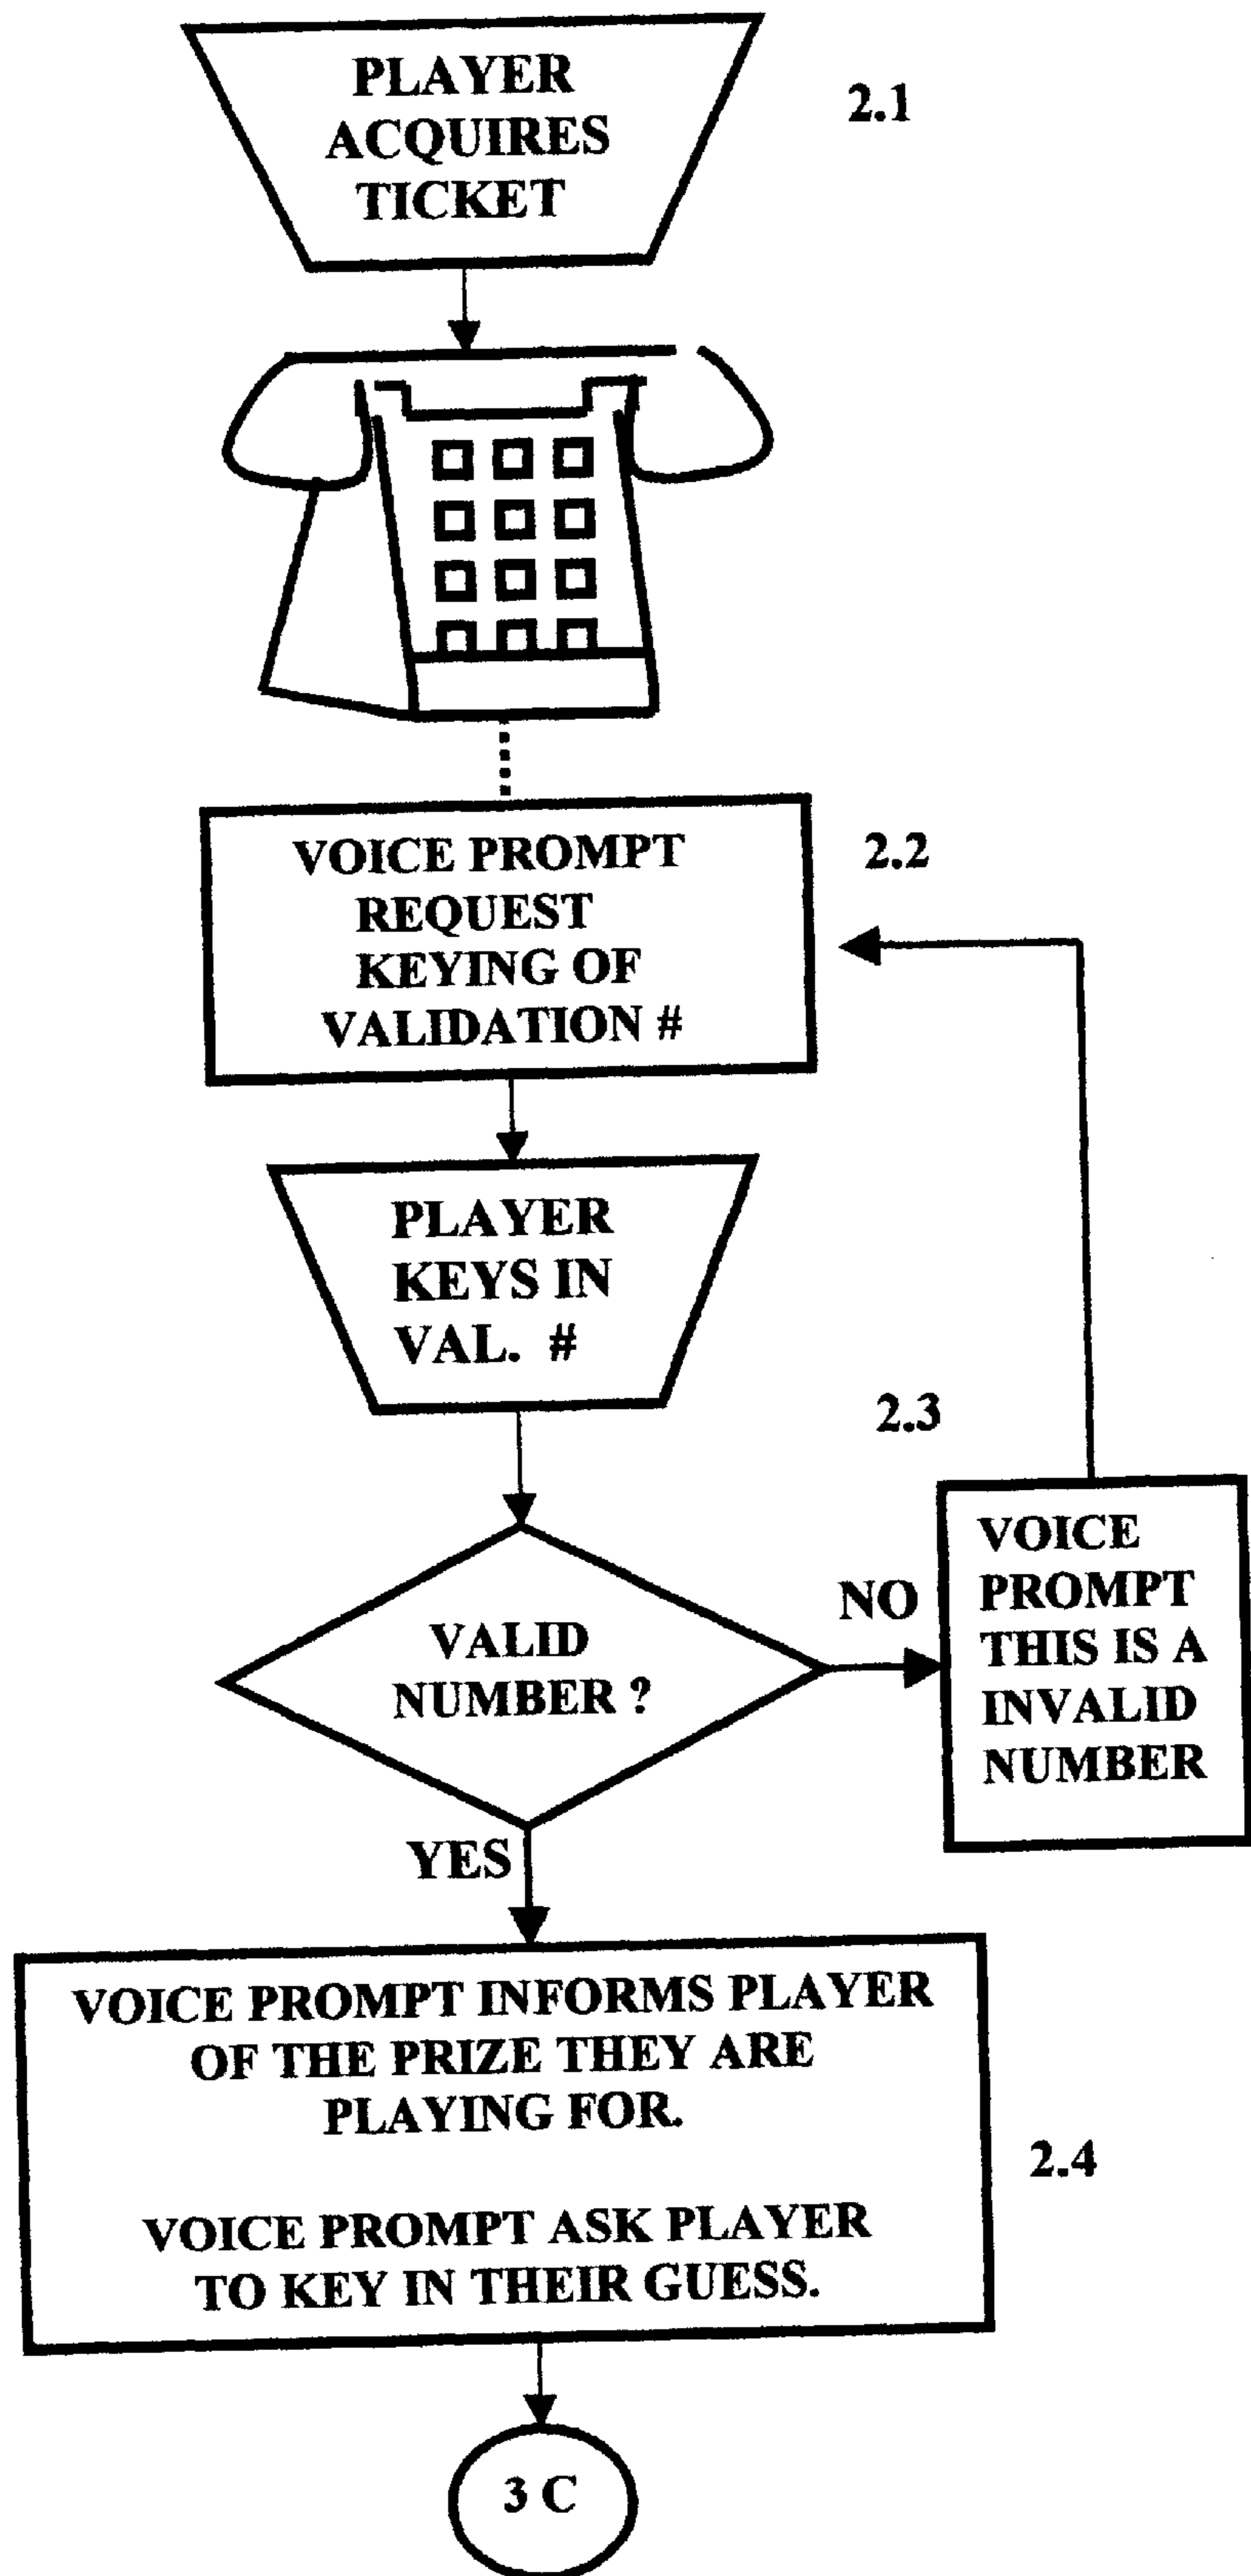 PLAYER
ACQUIRES
TICKET
2.1
VOICE PROMPT
REQUEST
KEYING OF
VALIDATION #
2.2
PLAYER
KEYS IN
VAL. #
2.3
VALID
NUMBER ?
NO
VOICE
PROMPT
THIS IS A
INVALID
NUMBER
YES
VOICE PROMPT INFORMS PLAYER
OF THE PRIZE THEY ARE
PLAYING FOR.
VOICE PROMPT ASK PLAYER
TO KEY IN THEIR GUESS.
2.4
3 C